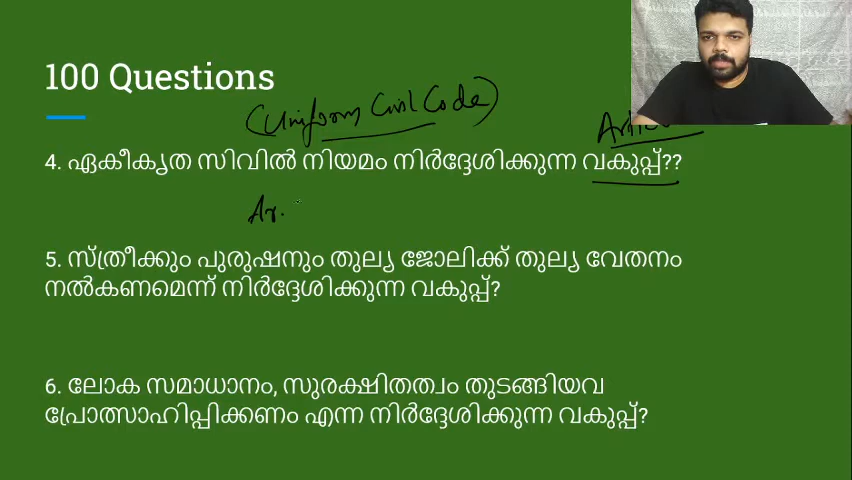 100 Questions
(Uniform Civil Code)
4. ഏകീകൃത സിവിൽ നിയമം നിർദ്ദേശിക്കുന്ന വകുപ്പ്??
Ar.
5. സ്ത്രീക്കും പുരുഷനും തുല്യ ജോലിക്ക് തുല്യ വേതനം
നൽകണമെന്ന് നിർദ്ദേശിക്കുന്ന വകുപ്പ്?
6. ലോക സമാധാനം, സുരക്ഷിതത്വം തുടങ്ങിയവ
പ്രോത്സാഹിപ്പിക്കണം എന്ന നിർദ്ദേശിക്കുന്ന വകുപ്പ്?